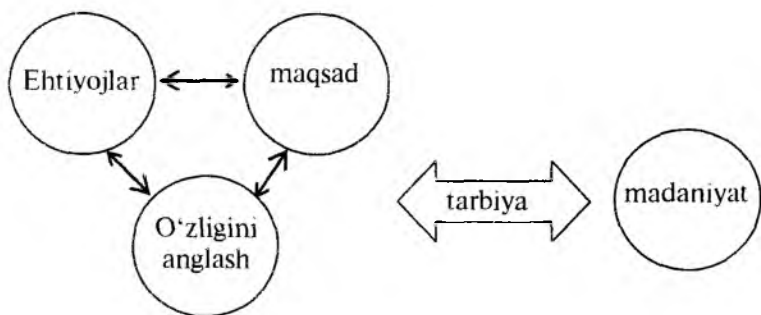 Ehtiyojlar
maqsad
O‘zligini
anglash
tarbiya
madaniyat